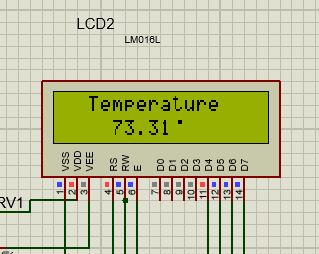 LCD2
LM016L
Temperature
73.31°
VSS VDD VEE RS RW E D0 D1 D2 D3 D4 D5 D6 D7
1 2 3 4 5 6 7 8 9 10 11 12 13 14
RV1